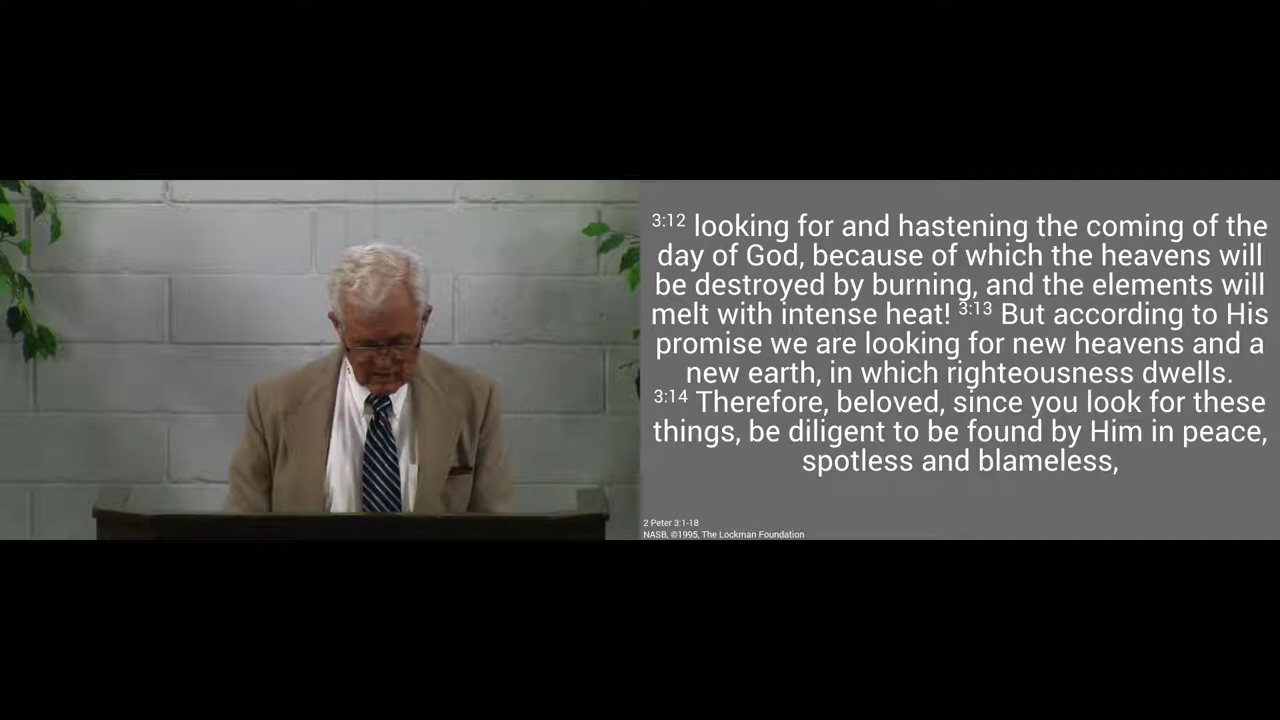 3:12 looking for and hastening the coming of the
day of God, because of which the heavens will
be destroyed by burning, and the elements will
melt with intense heat! 3:13 But according to His
promise we are looking for new heavens and a
new earth, in which righteousness dwells.
3:14 Therefore, beloved, since you look for these
things, be diligent to be found by Him in peace,
spotless and blameless,
2 Peter 3:1-18
NASB, ©1995, The Lockman Foundation